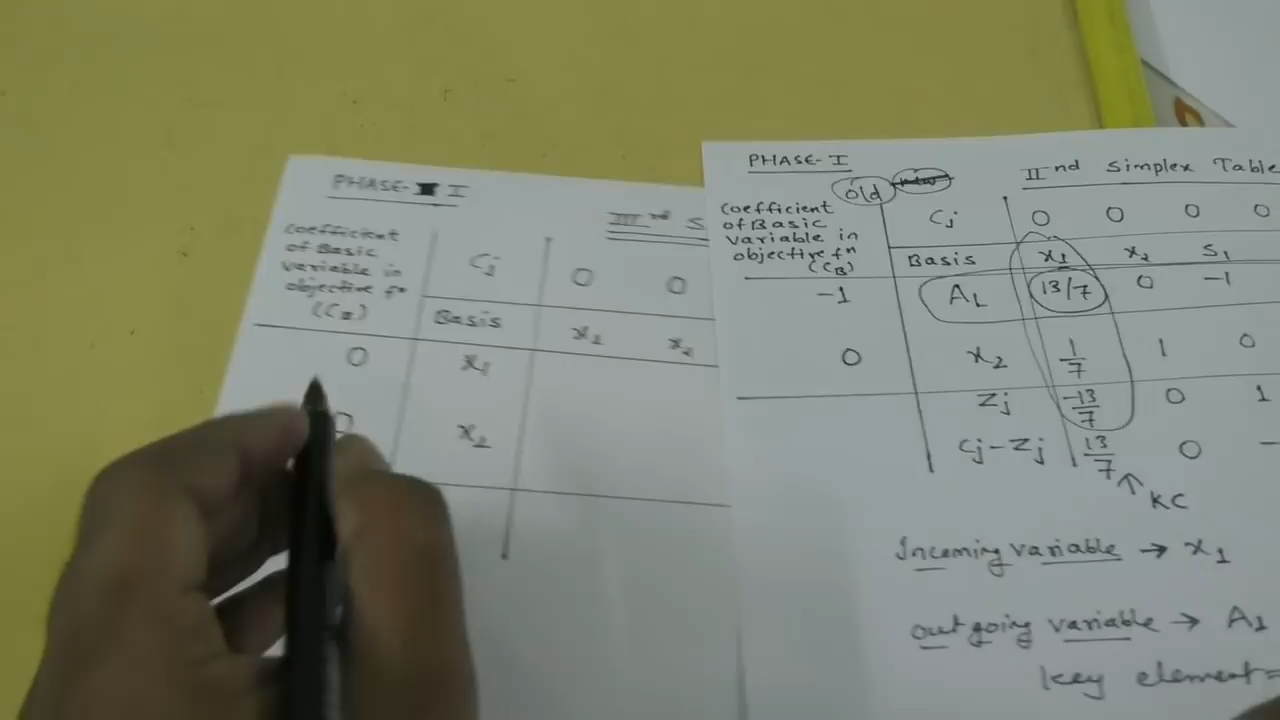 PHASE- I
III nd S
coefficient
of Basic
variable in
objective fn
Cj 0 0
Basis x1 x2
0 x1
0 x2
PHASE- I
old
IInd Simplex Table
coefficient
of Basic
variable in
objective fn
(CB)
Cj 0 0 0 0
Basis x1 x2 S1
-1 A1 13/7 0 -1
0 x2 1/7 1 0
Zj -13/7 0 1
Cj-Zj 13/7 0 -
KC
Incoming variable → x1
outgoing variable → A1
key element=